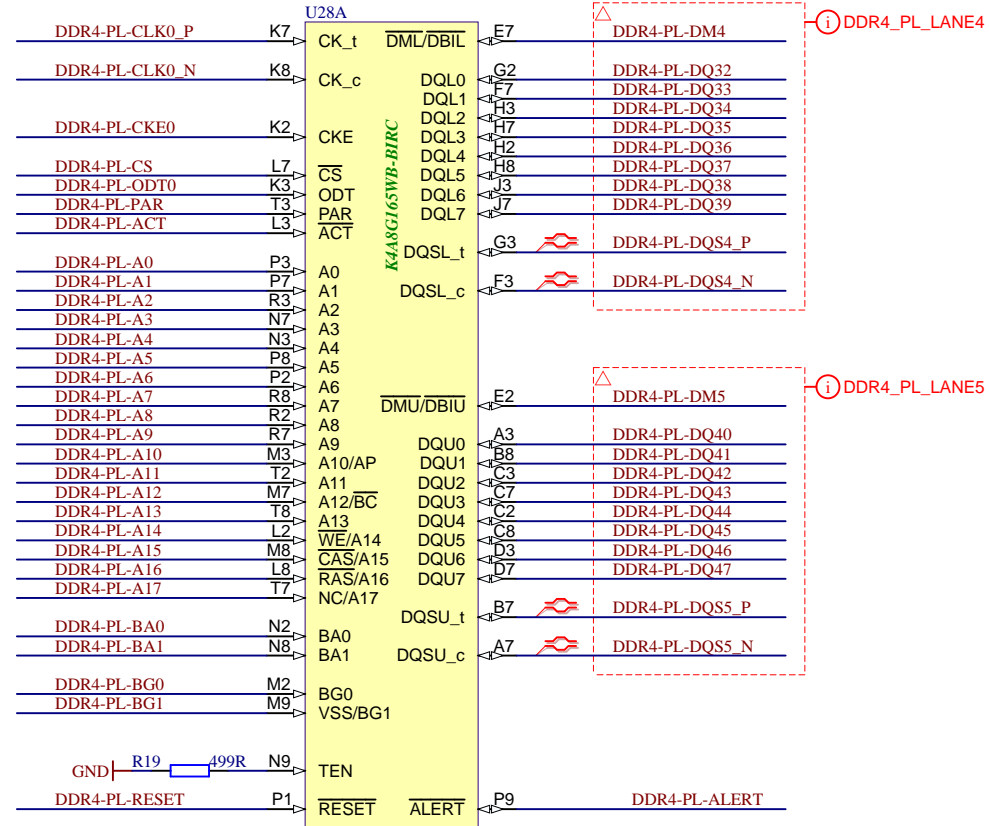 U28A
DDR4-PL-CLK0_P K7 CK_t DML/DBIL E7 DDR4-PL-DM4 DDR4_PL_LANE4
DDR4-PL-CLK0_N K8 CK_c DQL0 G2 DDR4-PL-DQ32
DQL1 F7 DDR4-PL-DQ33
DQL2 H3 DDR4-PL-DQ34
DDR4-PL-CKE0 K2 CKE DQL3 H7 DDR4-PL-DQ35
DQL4 H2 DDR4-PL-DQ36
DDR4-PL-CS L7 CS DQL5 H8 DDR4-PL-DQ37
DDR4-PL-ODT0 K3 ODT DQL6 J3 DDR4-PL-DQ38
DDR4-PL-PAR T3 PAR DQL7 J7 DDR4-PL-DQ39
DDR4-PL-ACT L3 ACT
K4A8G165WB-BIRC
DQSL_t G3 DDR4-PL-DQS4_P
DDR4-PL-A0 P3 A0
DDR4-PL-A1 P7 A1 DQSL_c F3 DDR4-PL-DQS4_N
DDR4-PL-A2 R3 A2
DDR4-PL-A3 N7 A3
DDR4-PL-A4 N3 A4
DDR4-PL-A5 P8 A5
DDR4-PL-A6 P2 A6 DDR4_PL_LANE5
DDR4-PL-A7 R8 A7 DMU/DBIU E2 DDR4-PL-DM5
DDR4-PL-A8 R2 A8
DDR4-PL-A9 R7 A9 DQU0 A3 DDR4-PL-DQ40
DDR4-PL-A10 M3 A10/AP DQU1 B8 DDR4-PL-DQ41
DDR4-PL-A11 T2 A11 DQU2 C3 DDR4-PL-DQ42
DDR4-PL-A12 M7 A12/BC DQU3 C7 DDR4-PL-DQ43
DDR4-PL-A13 T8 A13 DQU4 C2 DDR4-PL-DQ44
DDR4-PL-A14 L2 WE/A14 DQU5 C8 DDR4-PL-DQ45
DDR4-PL-A15 M8 CAS/A15 DQU6 D3 DDR4-PL-DQ46
DDR4-PL-A16 L8 RAS/A16 DQU7 D7 DDR4-PL-DQ47
DDR4-PL-A17 T7 NC/A17
DQSU_t B7 DDR4-PL-DQS5_P
DDR4-PL-BA0 N2 BA0
DDR4-PL-BA1 N8 BA1 DQSU_c A7 DDR4-PL-DQS5_N
DDR4-PL-BG0 M2 BG0
DDR4-PL-BG1 M9 VSS/BG1
GND R19 499R N9 TEN
DDR4-PL-RESET P1 RESET ALERT P9 DDR4-PL-ALERT